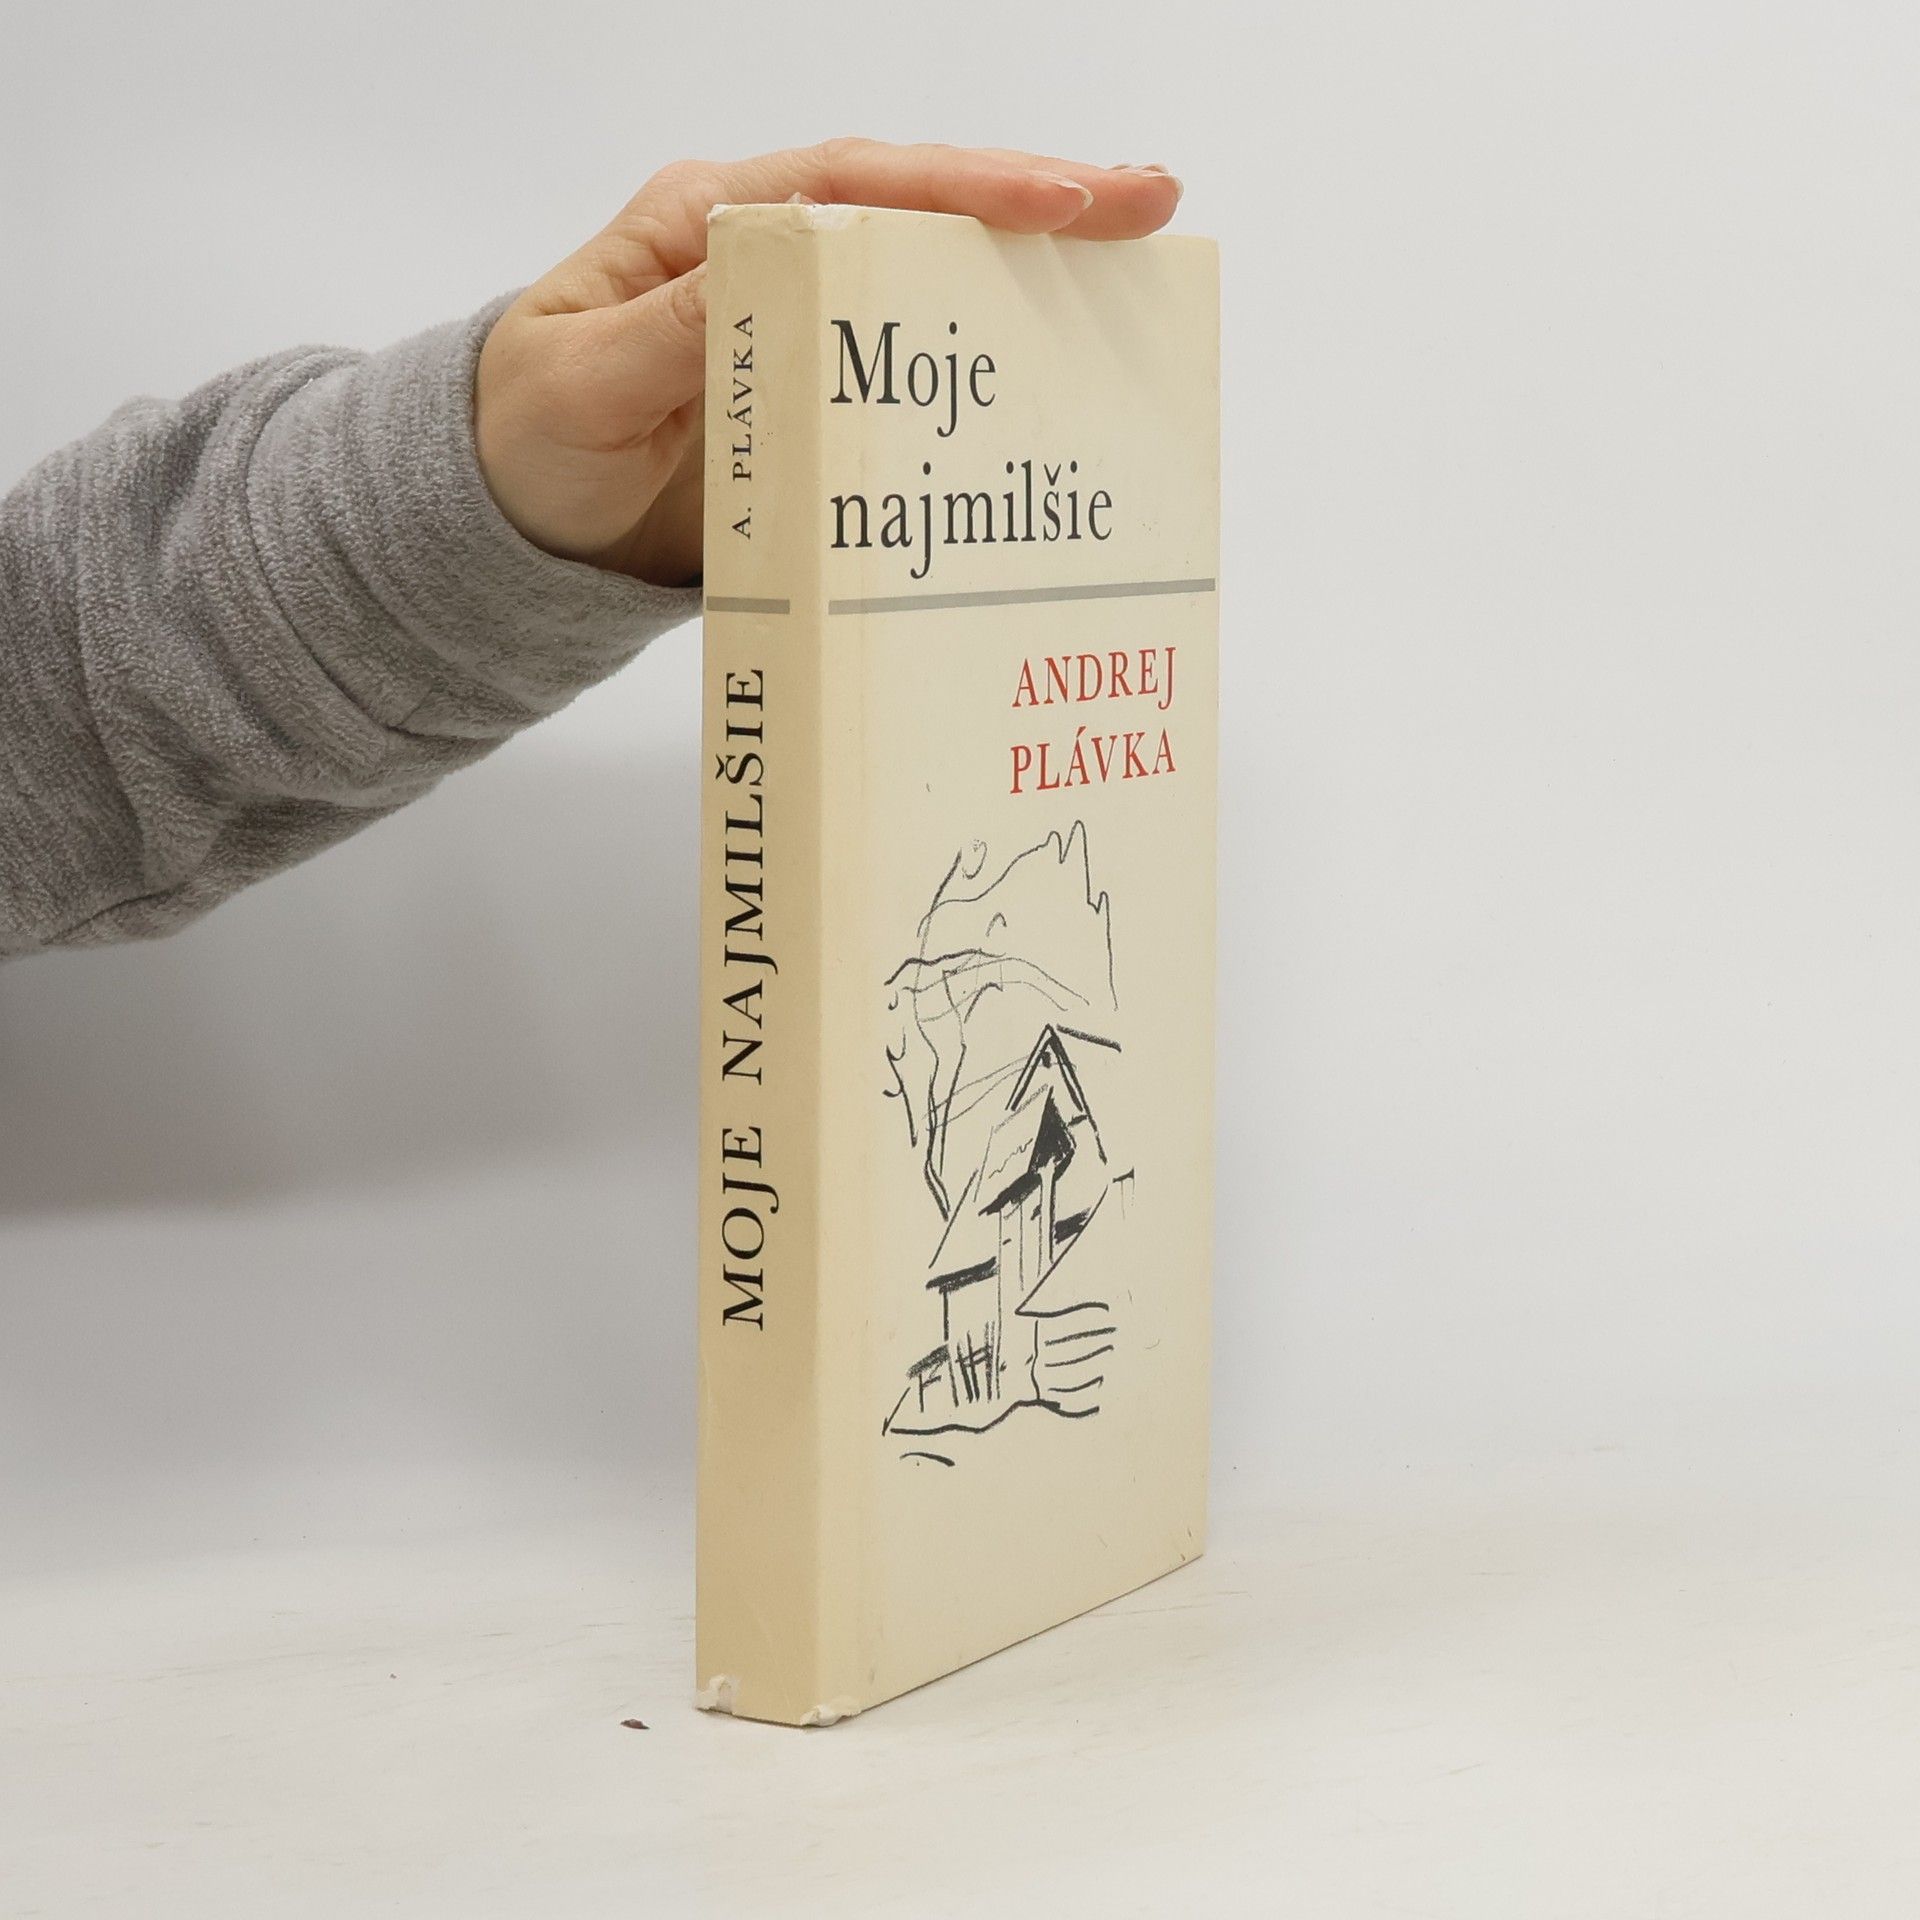 A. PLÁVKA
MOJE NAJMILŠIE
Moje
najmilšie
ANDREJ
PLÁVKA